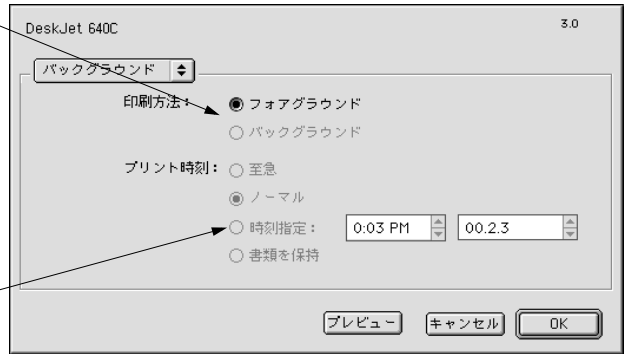 DeskJet 640C
3.0
バックグラウンド
印刷方法： フォアグラウンド
バックグラウンド
プリント時刻： 至急
ノーマル
時刻指定： 0:03 PM 00.2.3
書類を保持
プレビュー キャンセル OK